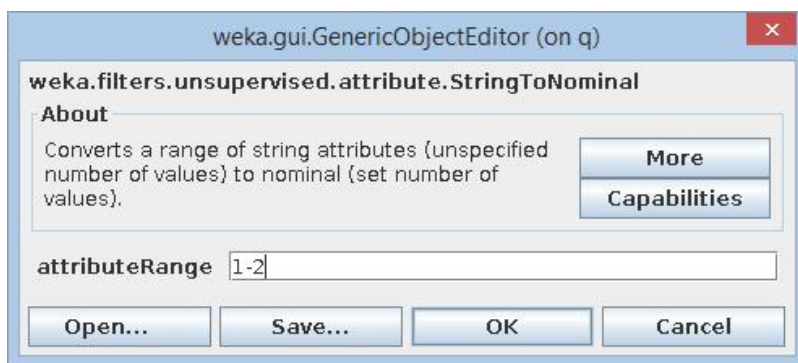 weka.gui.GenericObjectEditor (on q)
weka.filters.unsupervised.attribute.StringToNominal
About
Converts a range of string attributes (unspecified
number of values) to nominal (set number of
values).
More
Capabilities
attributeRange 1-2
Open... Save... OK Cancel